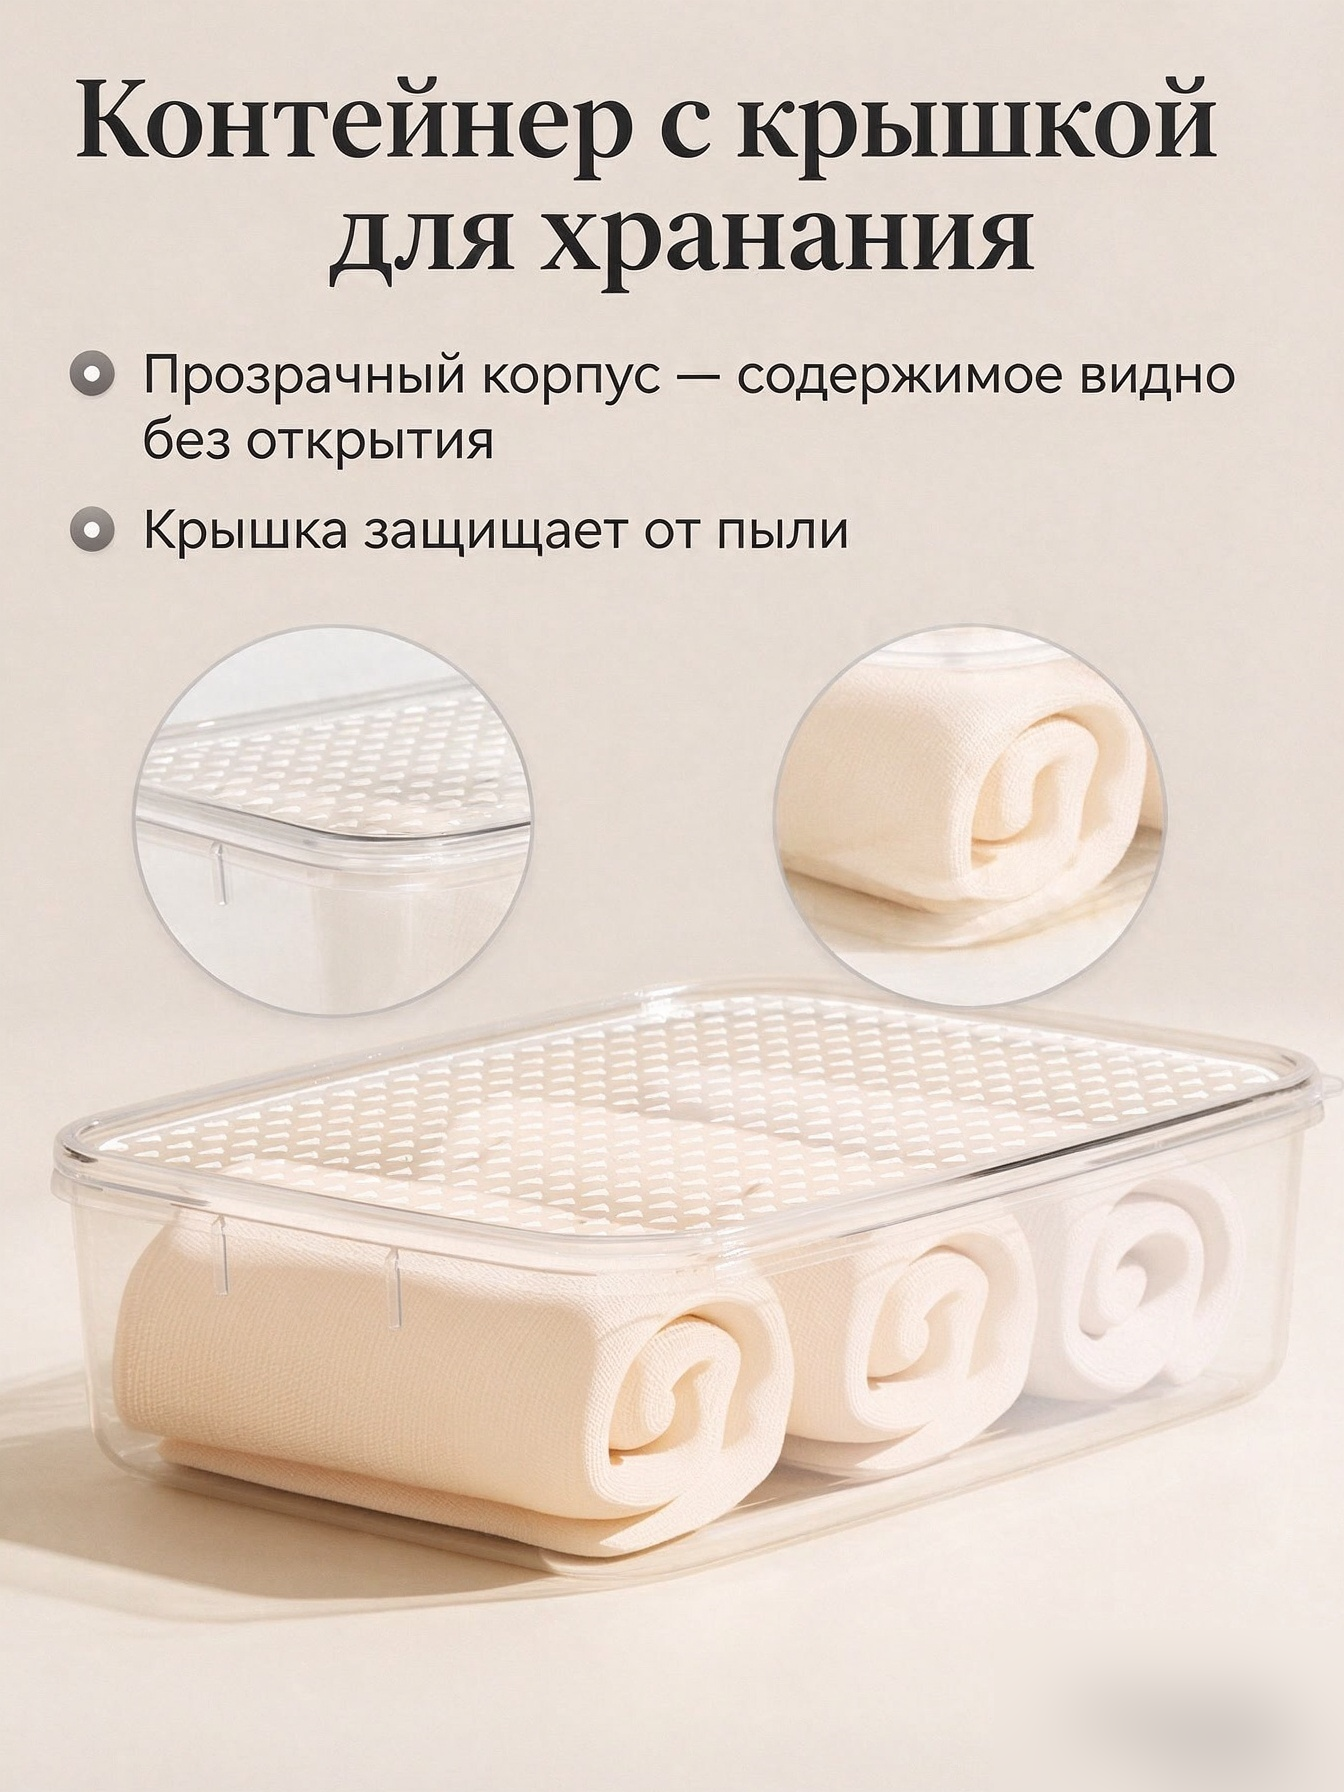 Контейнер с крышкой
для хранания
Прозрачный корпус — содержимое видно
без открытия
Крышка защищает от пыли